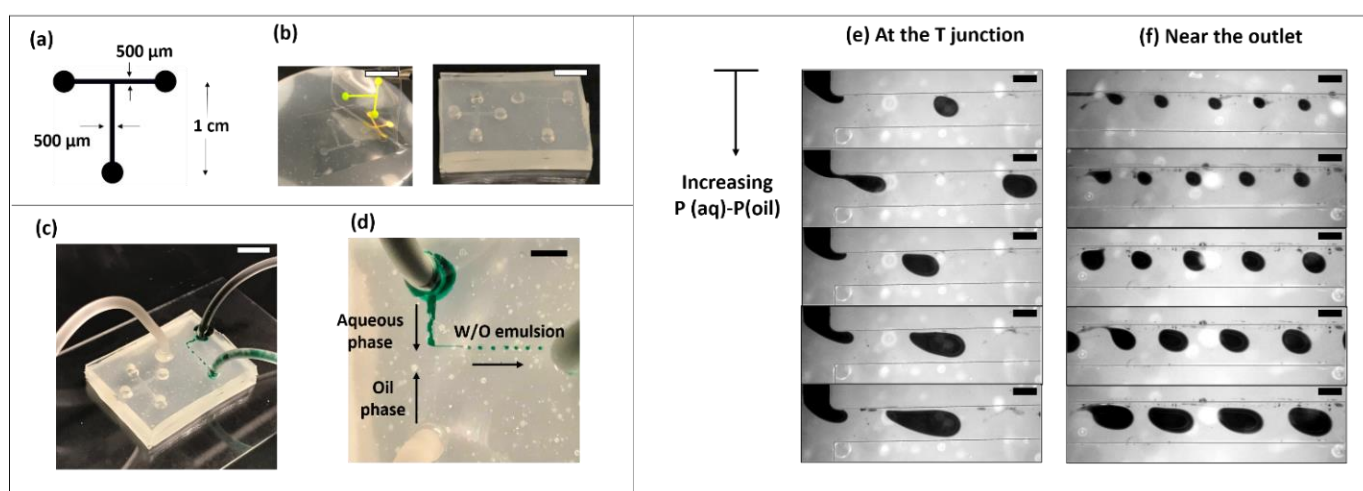 (a)
500 µm
500 µm
1 cm
(b)
(c)
(d)
Aqueous
phase
W/O emulsion
Oil
phase
Increasing
P (aq)-P(oil)
(e) At the T junction
(f) Near the outlet